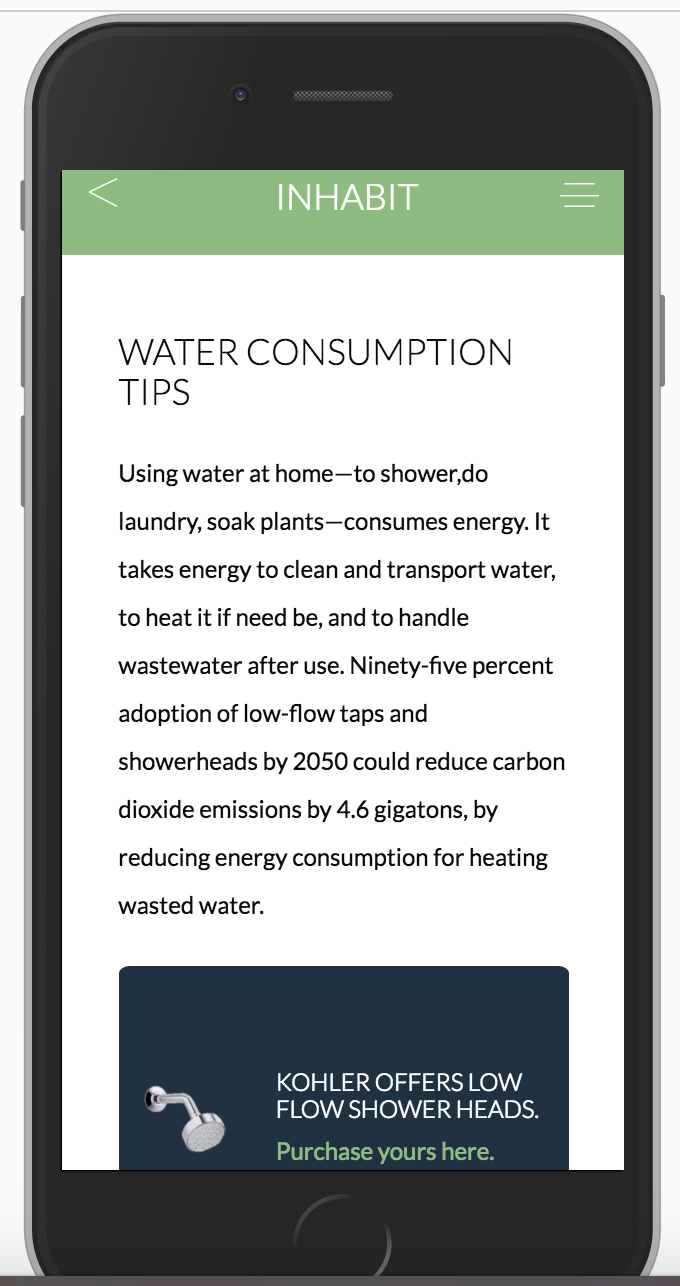 INHABIT
WATER CONSUMPTION
TIPS
Using water at home—to shower,do
laundry, soak plants—consumes energy. It
takes energy to clean and transport water,
to heat it if need be, and to handle
wastewater after use. Ninety-five percent
adoption of low-flow taps and
showerheads by 2050 could reduce carbon
dioxide emissions by 4.6 gigatons, by
reducing energy consumption for heating
wasted water.
KOHLER OFFERS LOW
FLOW SHOWER HEADS.
Purchase yours here.